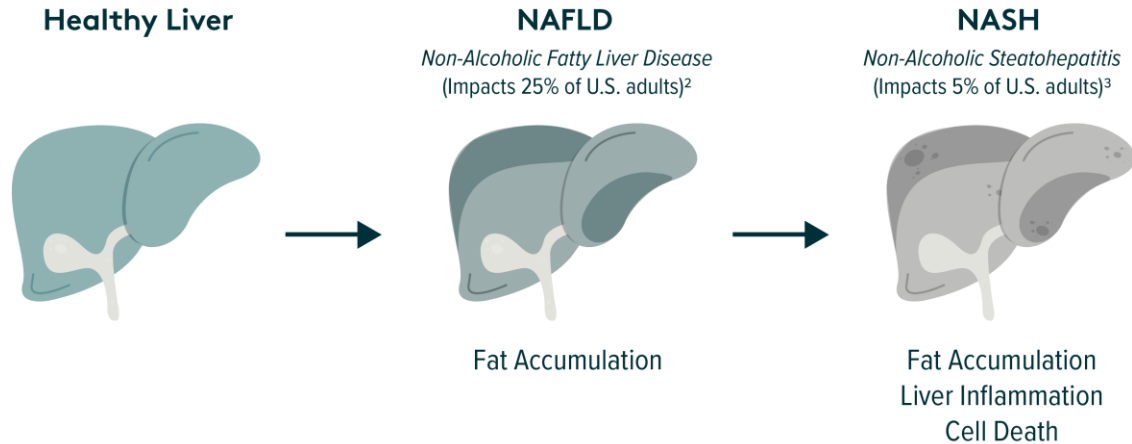 Healthy Liver
NAFLD
Non-Alcoholic Fatty Liver Disease
(Impacts 25% of U.S. adults)²
NASH
Non-Alcoholic Steatohepatitis
(Impacts 5% of U.S. adults)³
Fat Accumulation
Fat Accumulation
Liver Inflammation
Cell Death